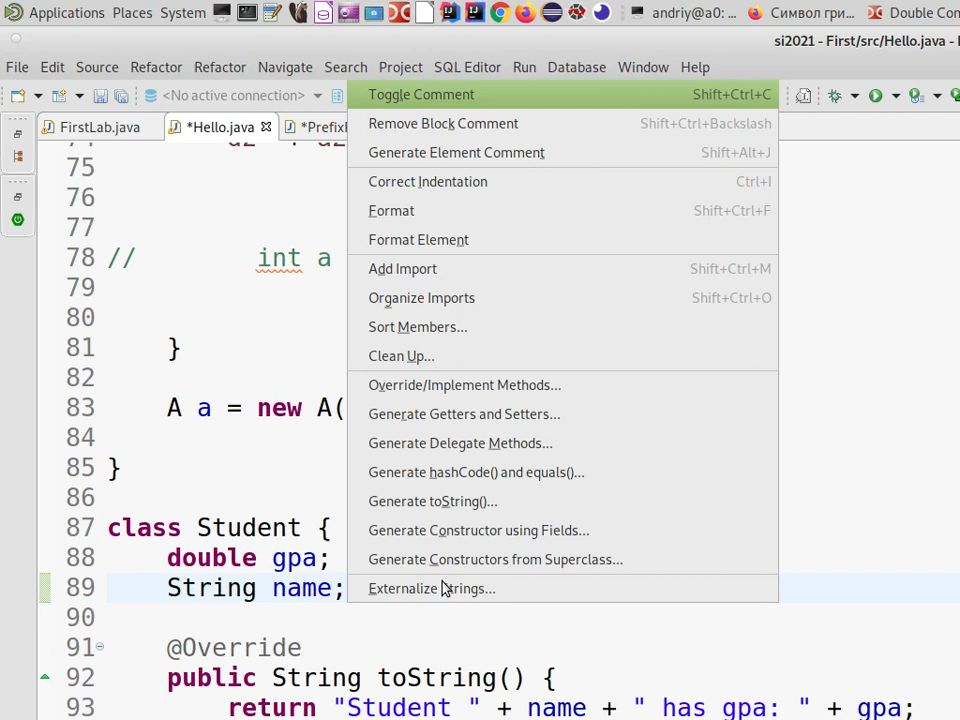 Applications Places System andriy@a0: ... Символ гри... Double Con
si2021 - First/src/Hello.java -
File Edit Source Refactor Refactor Navigate Search Project SQL Editor Run Database Window Help
<No active connection>
FirstLab.java *Hello.java *Prefix
Toggle Comment Shift+Ctrl+C
Remove Block Comment Shift+Ctrl+Backslash
Generate Element Comment Shift+Alt+J
Correct Indentation Ctrl+I
Format Shift+Ctrl+F
Format Element
Add Import Shift+Ctrl+M
Organize Imports Shift+Ctrl+O
Sort Members...
Clean Up...
Override/Implement Methods...
Generate Getters and Setters...
Generate Delegate Methods...
Generate hashCode() and equals()...
Generate toString()...
Generate Constructor using Fields...
Generate Constructors from Superclass...
Externalize Strings...
75
76
77
78 // int a
79
80
81 }
82
83 A a = new A(
84
85 }
86
87 class Student {
88 double gpa;
89 String name;
90
91 @Override
92 public String toString() {
93 return "Student " + name + " has gpa: " + gpa;